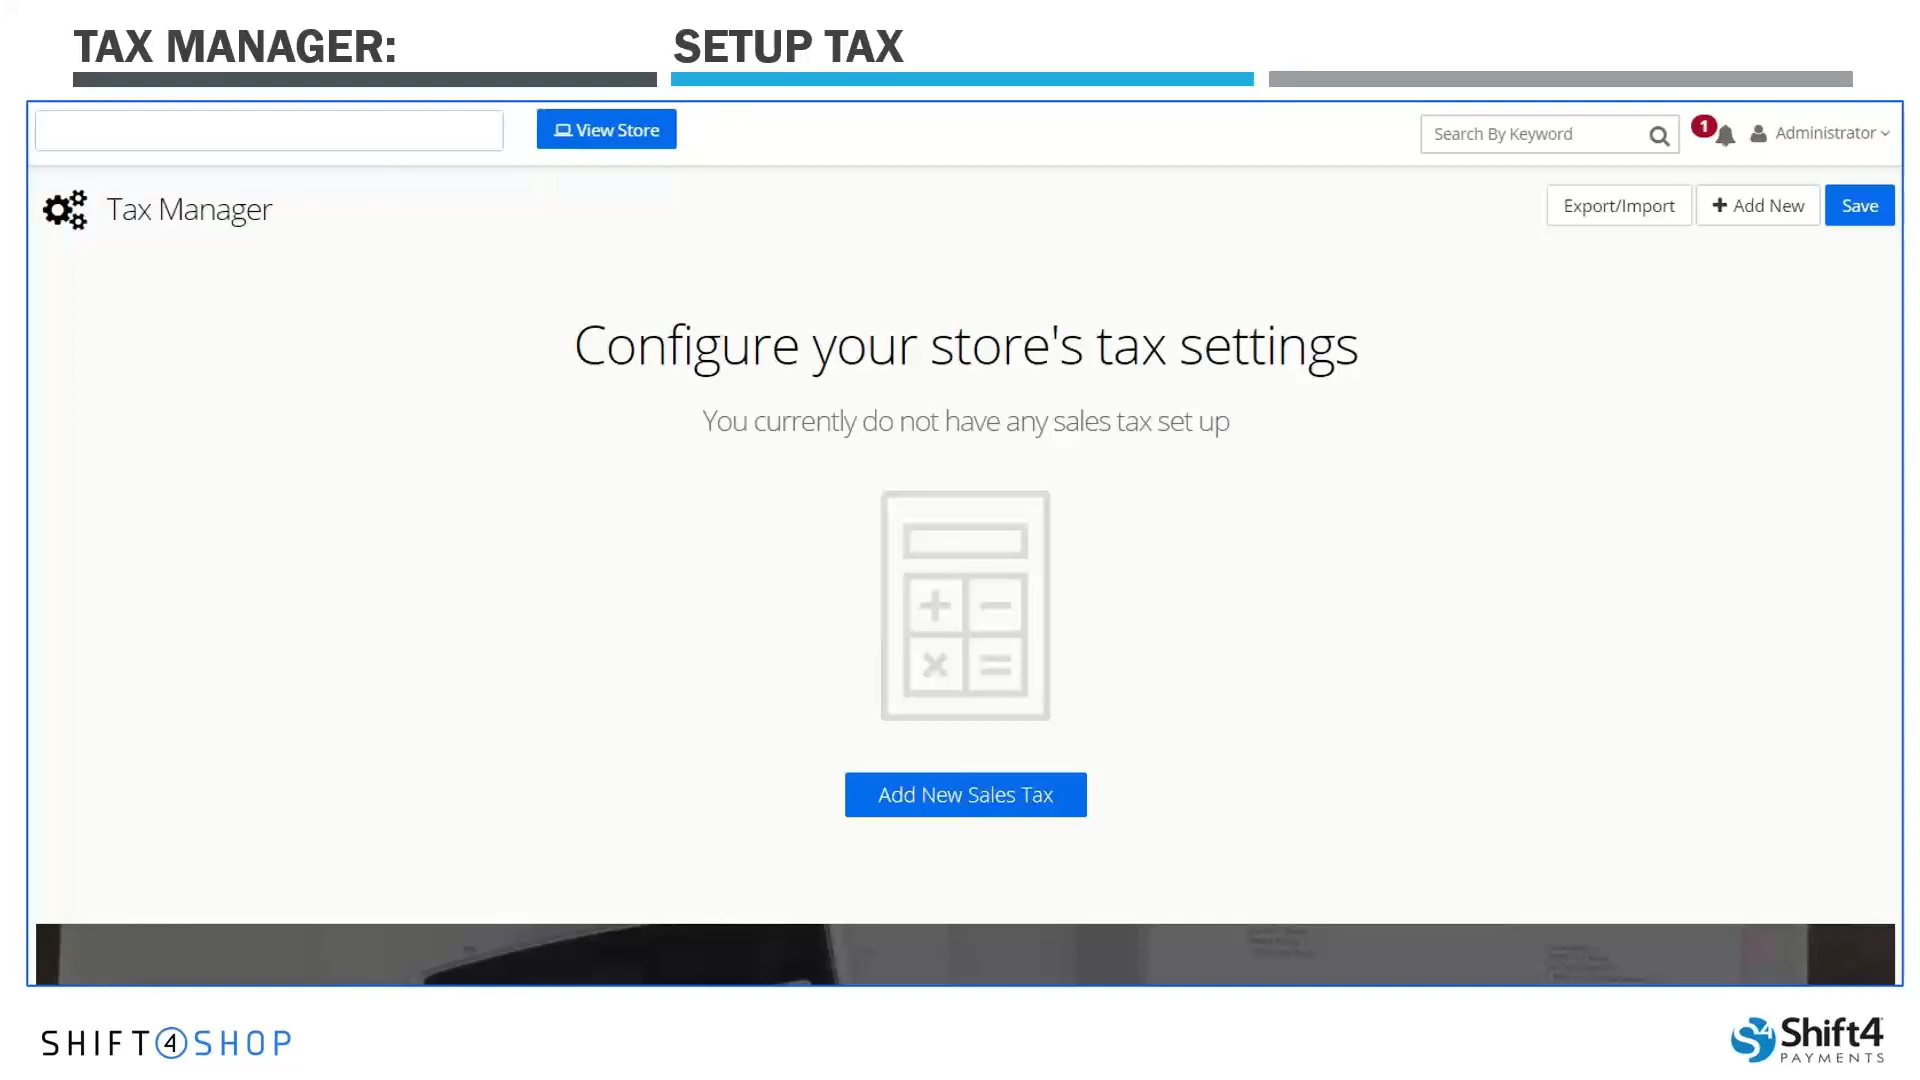 TAX MANAGER: SETUP TAX
View Store
Search By Keyword
1
Administrator
Tax Manager
Export/Import
Add New
Save
Configure your store's tax settings
You currently do not have any sales tax set up
Add New Sales Tax
SHIFT4SHOP
S4 Shift4
PAYMENTS